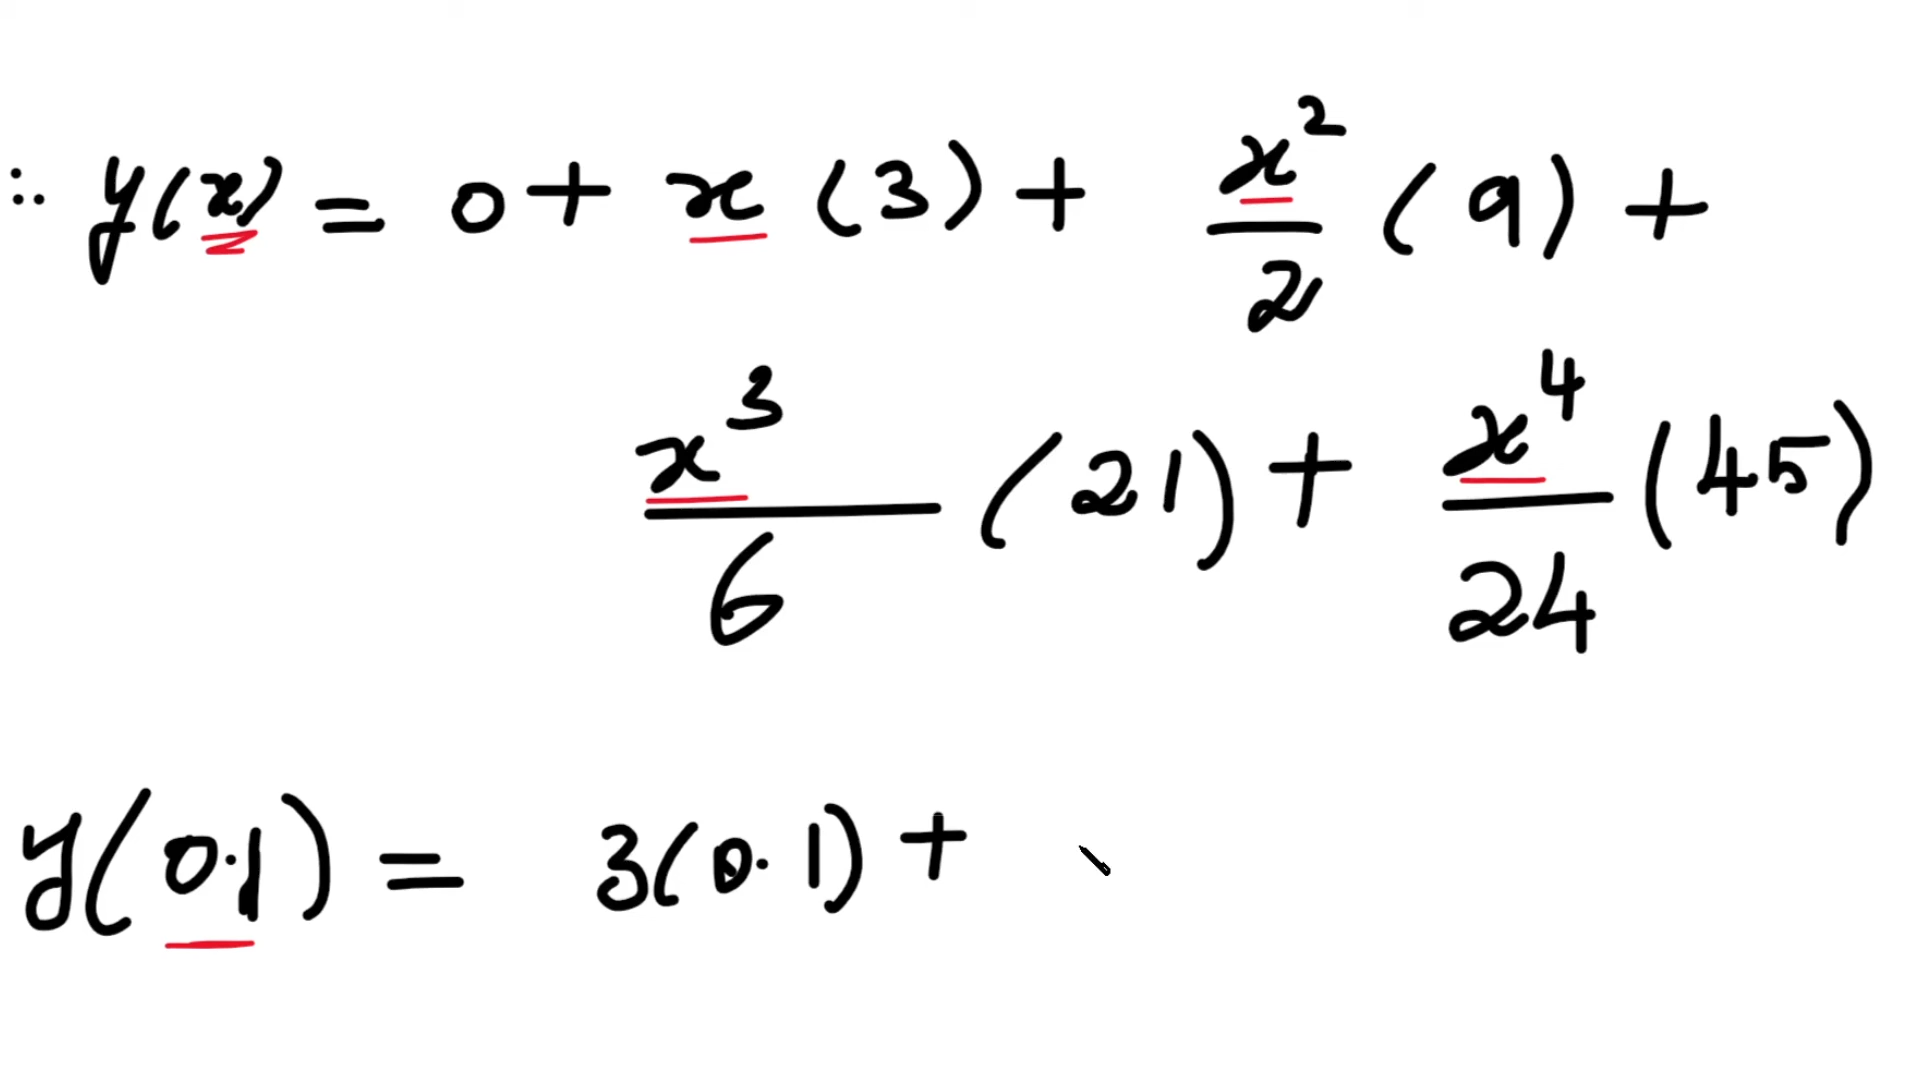 ∴ y(x) = 0 + x (3) + x²/2 (9) +
x³/6 (21) + x⁴/24 (45)
y(0.1) = 3(0.1) +